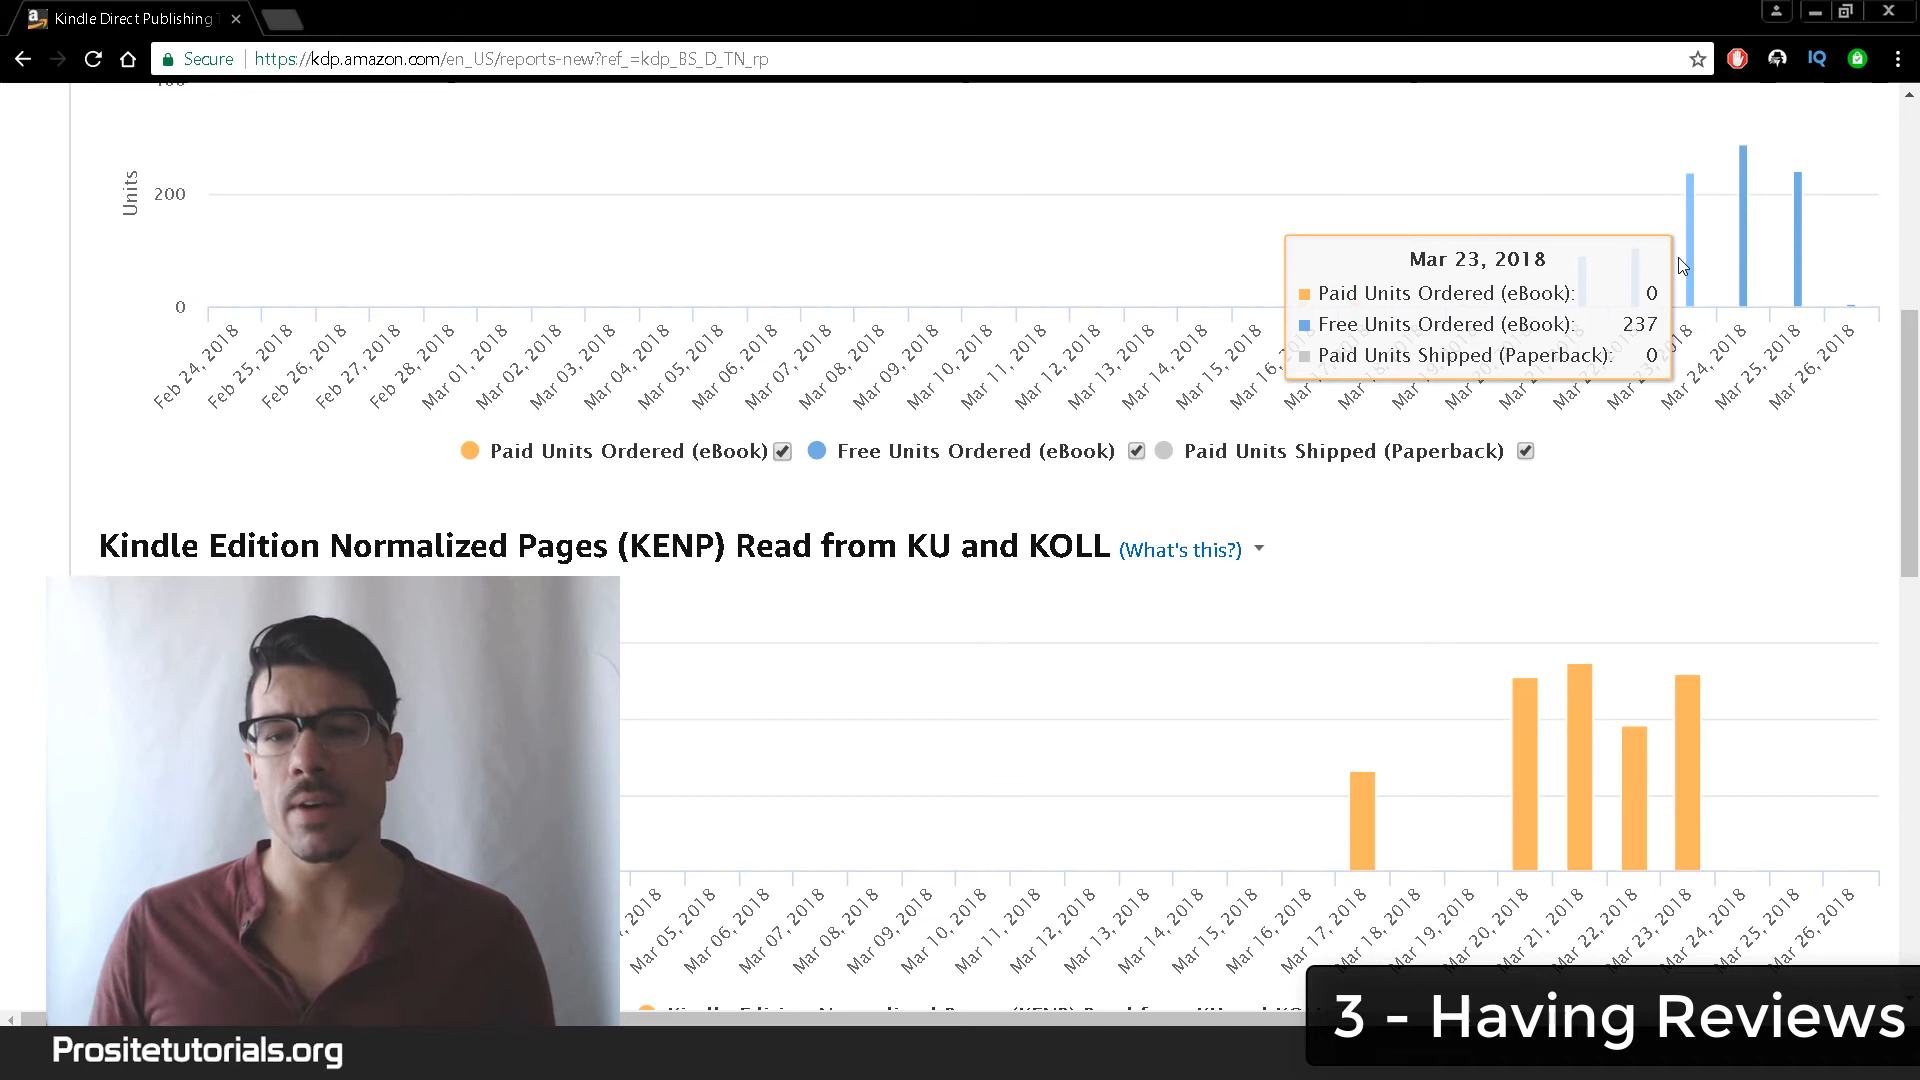 Kindle Direct Publishing
Secure
https://kdp.amazon.com/en_US/reports-new?ref_=kdp_BS_D_TN_rp
IQ
Units
200
0
Mar 23, 2018
Paid Units Ordered (eBook): 0
Free Units Ordered (eBook): 237
Paid Units Shipped (Paperback): 0
Feb 24, 2018
Feb 25, 2018
Feb 26, 2018
Feb 27, 2018
Feb 28, 2018
Mar 01, 2018
Mar 02, 2018
Mar 03, 2018
Mar 04, 2018
Mar 05, 2018
Mar 06, 2018
Mar 07, 2018
Mar 08, 2018
Mar 09, 2018
Mar 10, 2018
Mar 11, 2018
Mar 12, 2018
Mar 13, 2018
Mar 14, 2018
Mar 15, 2018
Mar 16,
Mar 24, 2018
Mar 25, 2018
Mar 26, 2018
Paid Units Ordered (eBook)
Free Units Ordered (eBook)
Paid Units Shipped (Paperback)
Kindle Edition Normalized Pages (KENP) Read from KU and KOLL (What's this?)
Mar 05, 2018
Mar 06, 2018
Mar 07, 2018
Mar 08, 2018
Mar 09, 2018
Mar 10, 2018
Mar 11, 2018
Mar 12, 2018
Mar 13, 2018
Mar 14, 2018
Mar 15, 2018
Mar 16, 2018
Mar 17, 2018
Mar 18, 2018
Mar 19, 2018
Mar 20, 2018
Mar 21, 2018
Mar 22, 2018
Mar 23, 2018
Mar 24, 2018
Mar 25, 2018
Mar 26, 2018
3 - Having Reviews
Prositetutorials.org